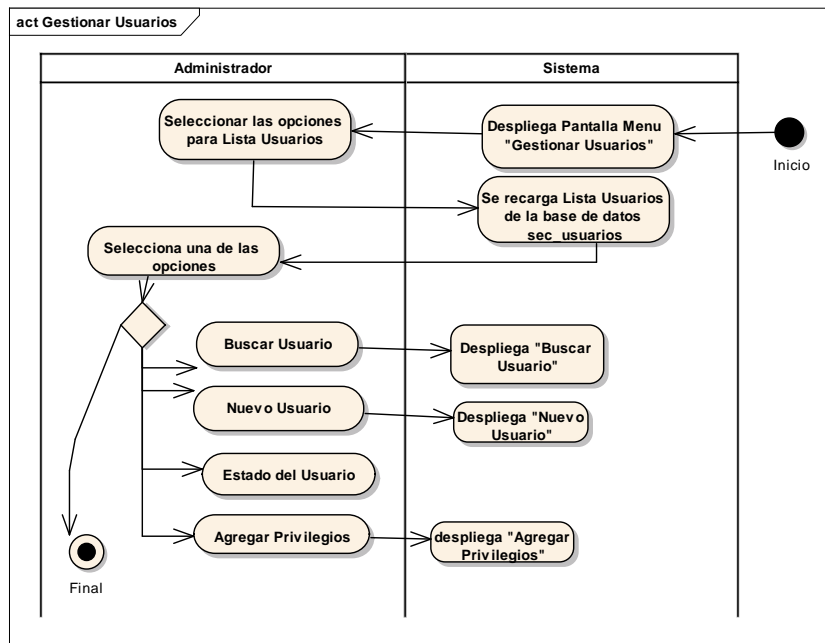 act Gestionar Usuarios
Administrador
Sistema
Seleccionar las opciones
para Lista Usuarios
Despliega Pantalla Menu
"Gestionar Usuarios"
Inicio
Se recarga Lista Usuarios
de la base de datos
sec_usuarios
Selecciona una de las
opciones
Buscar Usuario
Despliega "Buscar
Usuario"
Nuevo Usuario
Despliega "Nuevo
Usuario"
Estado del Usuario
Agregar Privilegios
despliega "Agregar
Privilegios"
Final